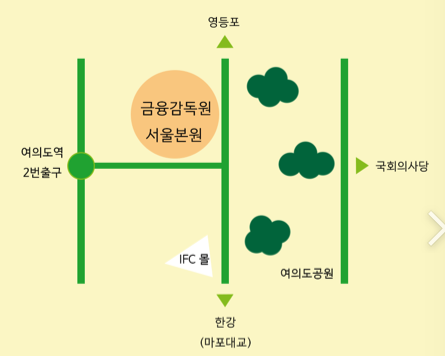 영등포
금융감독원
서울본원
여의도역
2번출구
국회의사당
IFC 몰
여의도공원
한강
(마포대교)